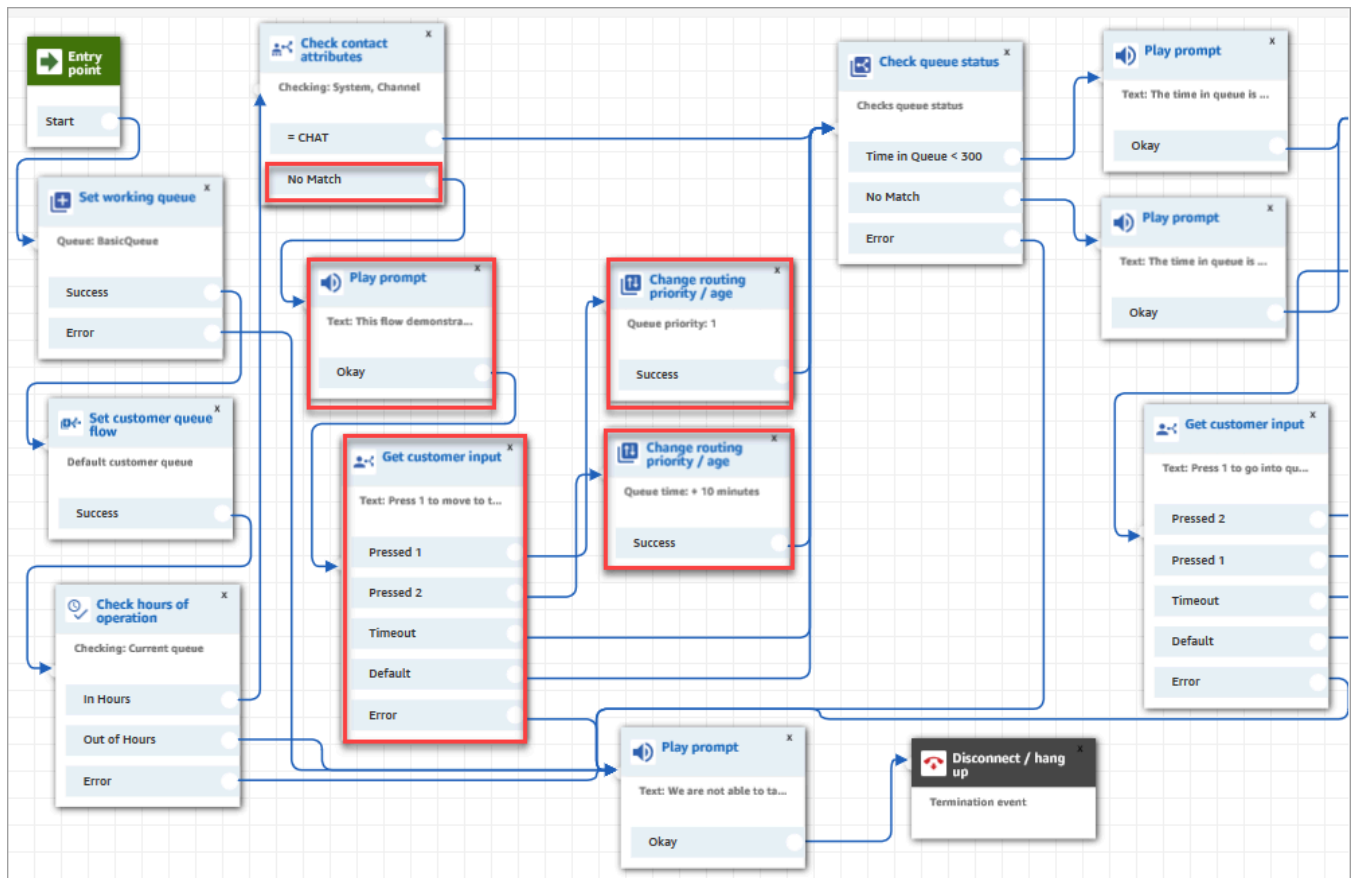 Entry
point
Start
Set working queue
x
Queue: BasicQueue
Success
Error
Set customer queue
flow
x
Default customer queue
Success
Check hours of
operation
x
Checking: Current queue
In Hours
Out of Hours
Error
Check contact
attributes
x
Checking: System, Channel
= CHAT
No Match
Play prompt
x
Text: This flow demonstra...
Okay
Get customer input
x
Text: Press 1 to move to t...
Pressed 1
Pressed 2
Timeout
Default
Error
Change routing
priority / age
x
Queue priority: 1
Success
Change routing
priority / age
x
Queue time: + 10 minutes
Success
Play prompt
x
Text: We are not able to ta...
Okay
Check queue status
x
Checks queue status
Time in Queue < 300
No Match
Error
Disconnect / hang
up
x
Termination event
Play prompt
x
Text: The time in queue is ...
Okay
Play prompt
x
Text: The time in queue is ...
Okay
Get customer input
x
Text: Press 1 to go into qu...
Pressed 2
Pressed 1
Timeout
Default
Error